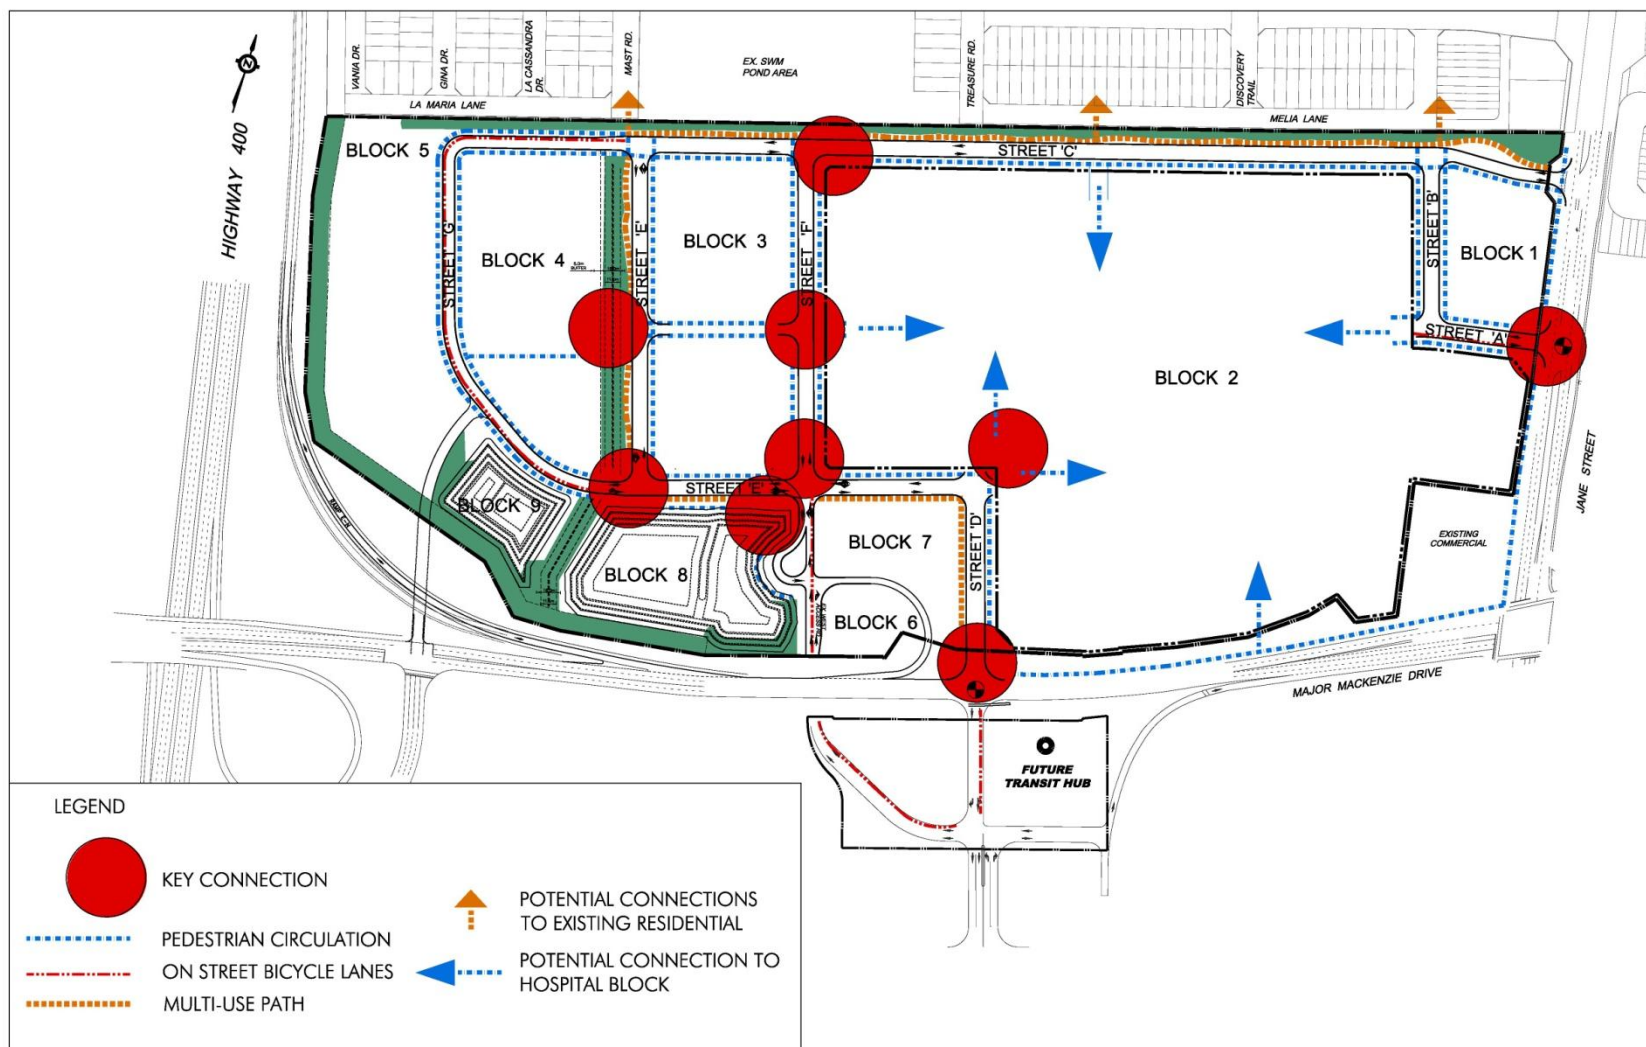 VANIA DR.
GINA DR.
LA CASSANDRA
DR.
MAST RD.
EX. SWM
POND AREA
TREASURE RD.
DISCOVERY
TRAIL
LA MARIA LANE
MELIA LANE
HIGHWAY 400
BLOCK 5
STREET 'C'
STREET 'G'
BLOCK 4
STREET 'E'
BLOCK 3
STREET 'F'
STREET 'B'
BLOCK 1
STREET 'A'
BLOCK 2
JANE STREET
STREET 'E'
BLOCK 9
BLOCK 8
BLOCK 7
STREET 'D'
BLOCK 6
EXISTING
COMMERCIAL
MAJOR MACKENZIE DRIVE
FUTURE
TRANSIT HUB
LEGEND
KEY CONNECTION
PEDESTRIAN CIRCULATION
ON STREET BICYCLE LANES
MULTI-USE PATH
POTENTIAL CONNECTIONS
TO EXISTING RESIDENTIAL
POTENTIAL CONNECTION TO
HOSPITAL BLOCK